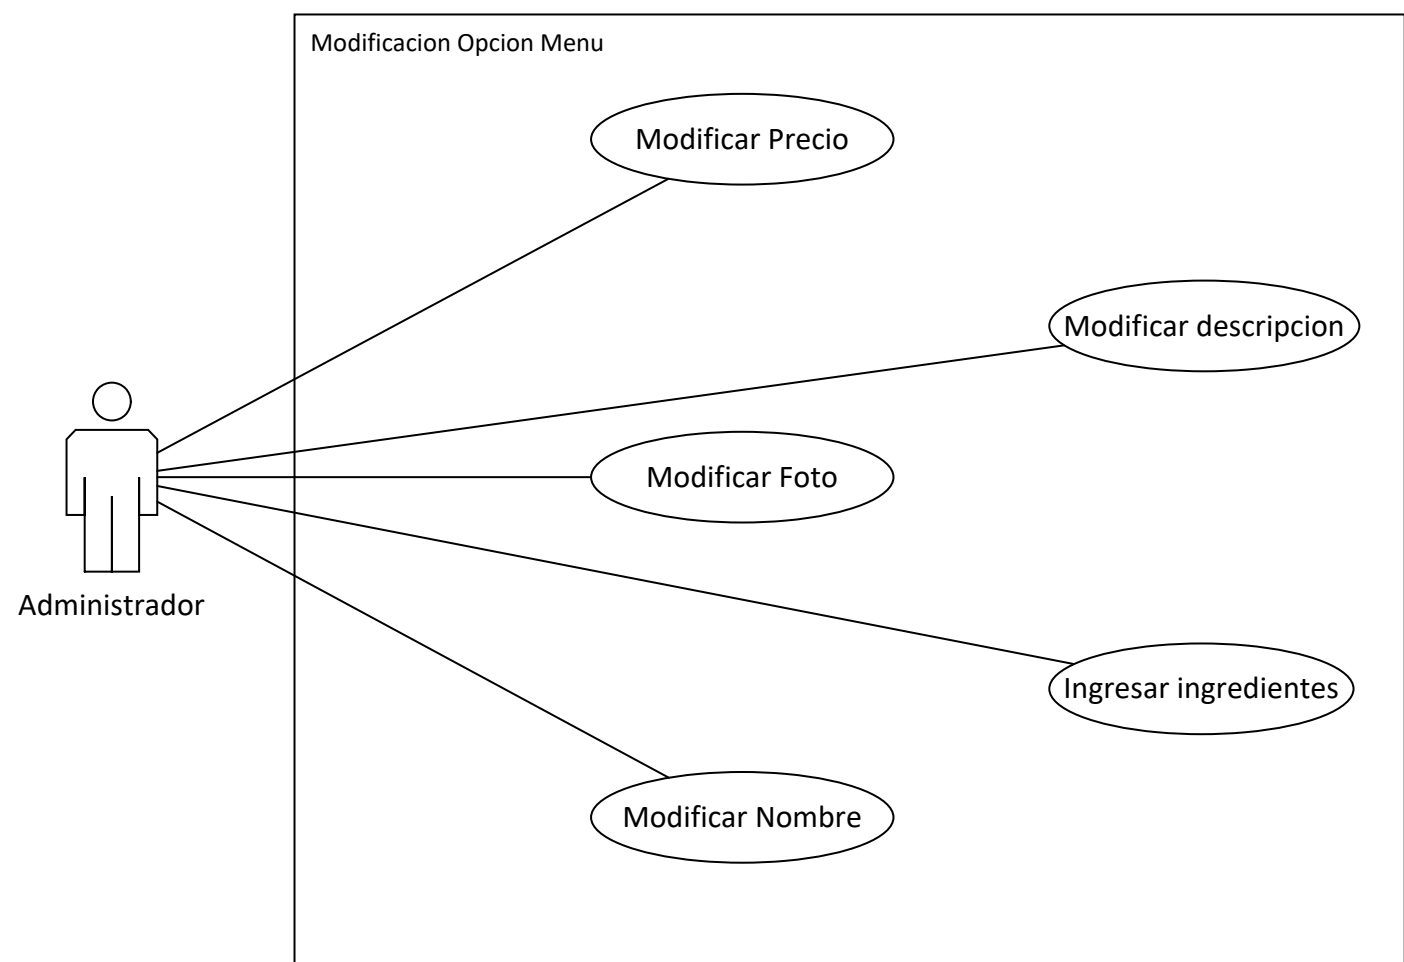 Modificacion Opcion Menu
Modificar Precio
Modificar descripcion
Modificar Foto
Administrador
Ingresar ingredientes
Modificar Nombre